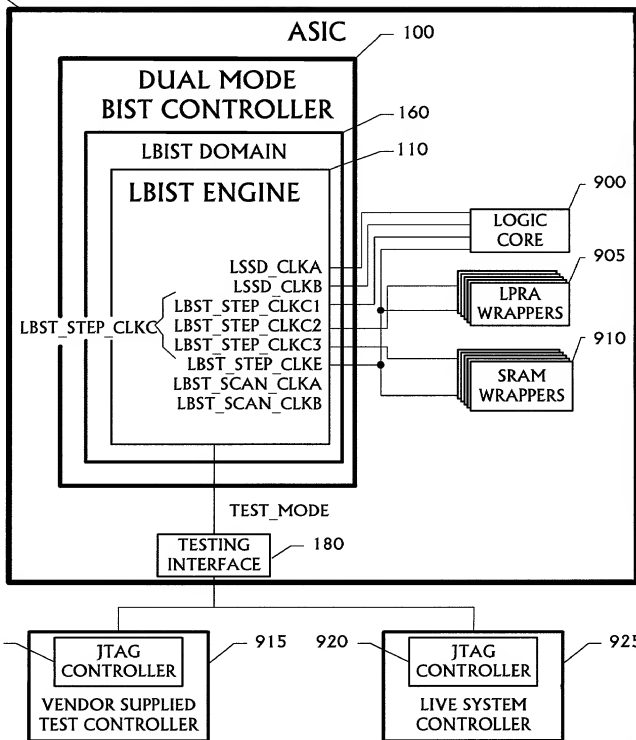 ASIC
100
DUAL MODE
BIST CONTROLLER
160
LBIST DOMAIN
110
LBIST ENGINE
900
LOGIC
CORE
LSSD_CLKA
LSSD_CLKB
LBST_STEP_CLKC1
LBST_STEP_CLKC
LBST_STEP_CLKC2
LBST_STEP_CLKC3
LBST_STEP_CLKE
LBST_SCAN_CLKA
LBST_SCAN_CLKB
905
LPRA
WRAPPERS
910
SRAM
WRAPPERS
TEST_MODE
TESTING
INTERFACE
180
JTAG
CONTROLLER
915
VENDOR SUPPLIED
TEST CONTROLLER
920
JTAG
CONTROLLER
925
LIVE SYSTEM
CONTROLLER